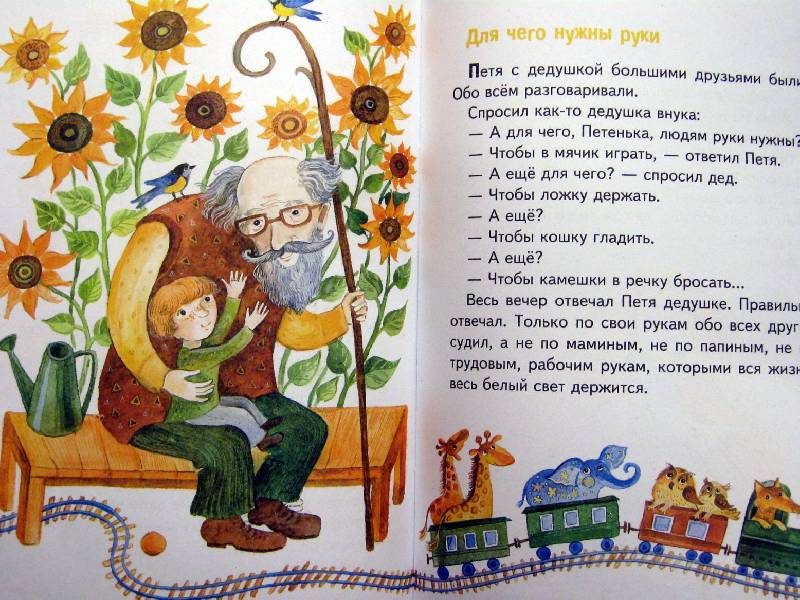 Для чего нужны руки
Петя с дедушкой большими друзьями были
Обо всём разговаривали.
Спросил как-то дедушка внука:
— А для чего, Петенька, людям руки нужны?
— Чтобы в мячик играть, — ответил Петя.
— А ещё для чего? — спросил дед.
— Чтобы ложку держать.
— А ещё?
— Чтобы кошку гладить.
— А ещё?
— Чтобы камешки в речку бросать...
Весь вечер отвечал Петя дедушке. Правиль
отвечал. Только по свои рукам обо всех друг
судил, а не по маминым, не по папиным, не
трудовым, рабочим рукам, которыми вся жизн
весь белый свет держится.